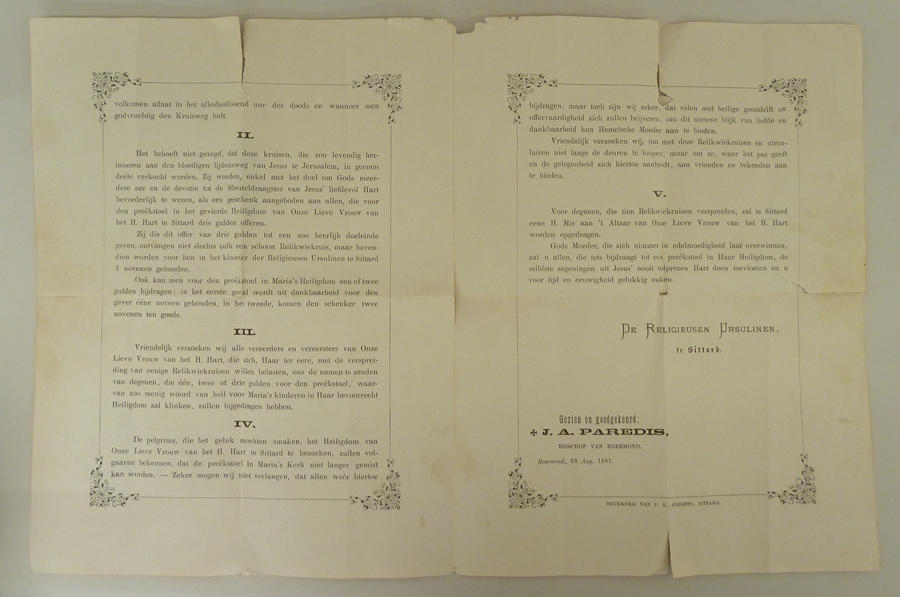 volkomen aflaat in het allesbeslissend uur des doods en wanneer men
godvruchtig den Kruisweg bidt.
II.
Het behoeft niet gezegd, dat deze kruisen, die zoo levendig her-
inneren aan den bloedigen lijdensweg van Jesus te Jerusalem, in geenen
deele verkocht worden. Zij worden, enkel met het doel om Gods meer-
dere eer en de devotie tot de Sleuteldraagster van Jesus' liefdevol Hart
bevorderlijk te wezen, als een geschenk aangeboden aan allen, die voor
den preêkstoel in het gevierde Heiligdom van Onze Lieve Vrouw van
het H. Hart te Sittard drie gulden offeren.
Zij die dit offer van drie gulden tot een zoo heerlijk doeleinde
geven, ontvangen niet slechts zulk een schoon Relikwiekruis, maar boven-
dien worden voor hen in het klooster der Religieusen Ursulinen te Sittard
3 novenen gehouden.
Ook kan men voor den preêkstoel in Maria's Heiligdom een of twee
gulden bijdragen; in het eerste geval wordt uit dankbaarheid voor den
gever ééne noveen gehouden, in het tweede, komen den schenker twee
novenen ten goede.
III.
Vriendelijk verzoeken wij alle vereerders en vereersters van Onze
Lieve Vrouw van het H. Hart, die zich, Haar ter eere, met de versprei-
ding van eenige Relikwiekruisen willen belasten, ons de namen te zenden
van degenen, die één, twee of drie gulden voor den preêkstoel, waar-
van zoo menig woord van heil voor Maria's kinderen in Haar bevoorrecht
Heiligdom zal klinken, zullen bijgedragen hebben.
IV.
De pelgrims, die het geluk mochten smaken, het Heiligdom van
Onze Lieve Vrouw van het H. Hart te Sittard te bezoeken, zullen vol-
gaarne bekennen, dat de preêkstoel in Maria's Kerk niet langer gemist
kan worden. — Zeker mogen wij niet verlangen, dat allen weêr hiertoe
bijdragen; maar toch zijn wij zeker, dat velen met heilige geestdrift en
offervaardigheid zich zullen beijveren, om dit nieuwe blijk van liefde en
dankbaarheid hun Hemelsche Moeder aan te bieden.
Vriendelijk verzoeken wij, om met deze Relikwiekruisen en circu-
lairen niet langs de deuren te loopen; maar om ze, waar het pas geeft
en de gelegenheid zich hiertoe aanbiedt, aan vrienden en bekenden aan
te bieden.
V.
Voor degenen, die tien Relikwiekruisen verspreiden, zal te Sittard
eene H. Mis aan 't Altaar van Onze Lieve Vrouw van het H. Hart
worden opgedragen.
Gods Moeder, die zich nimmer in edelmoedigheid laat overwinnen,
zal u allen, die iets bijdraagt tot een preêkstoel in Haar Heiligdom, de
mildste zegeningen uit Jesus' nooit volprezen Hart doen toevloeien en u
voor tijd en eeuwigheid gelukkig maken.
DE RELIGIEUSEN URSULINEN,
te Sittard.
Gezien en goedgekeurd:
✠ J. A. PAREDIS,
BISSCHOP VAN ROERMOND.
Roermond, 23 Aug. 1881.
DRUKKERIJ VAN J. K. ALBERTS, SITTARD.